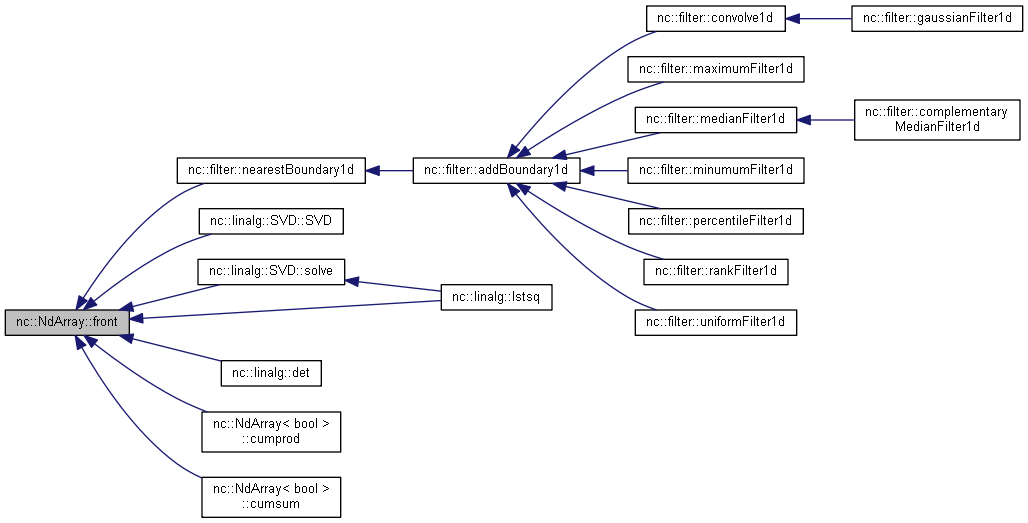 nc::filter::convolve1d
nc::filter::gaussianFilter1d
nc::filter::maximumFilter1d
nc::filter::medianFilter1d
nc::filter::complementary
MedianFilter1d
nc::filter::nearestBoundary1d
nc::filter::addBoundary1d
nc::filter::minumumFilter1d
nc::linalg::SVD::SVD
nc::filter::percentileFilter1d
nc::linalg::SVD::solve
nc::filter::rankFilter1d
nc::linalg::lstsq
nc::NdArray::front
nc::filter::uniformFilter1d
nc::linalg::det
nc::NdArray< bool >
::cumprod
nc::NdArray< bool >
::cumsum